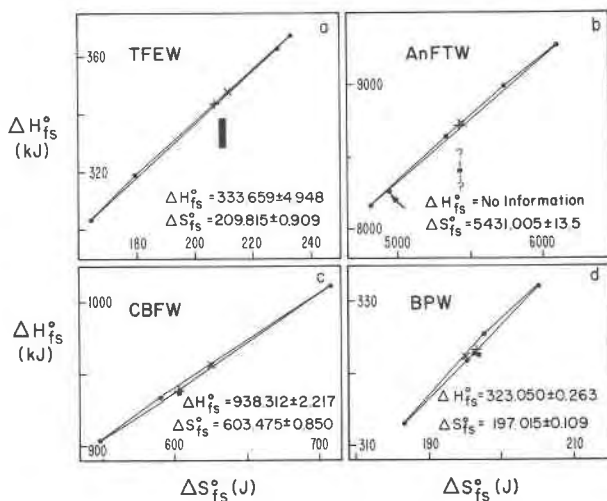 a
TFEW
360
320
ΔH°fs
(kJ)
ΔH°fs =333.659±4.948
ΔS°fs =209.815±0.909
180
220
b
AnFTW
9000
8000
?
?
ΔH°fs = No Information
ΔS°fs =5431.005±13.5
5000
6000
c
CBFW
1000
900
ΔH°fs
(kJ)
ΔH°fs =938.312±2.217
ΔS°fs =603.475±0.850
600
700
ΔS°fs (J)
d
BPW
330
310
ΔH°fs =323.050±0.263
ΔS°fs =197.015±0.109
190
210
ΔS°fs (J)